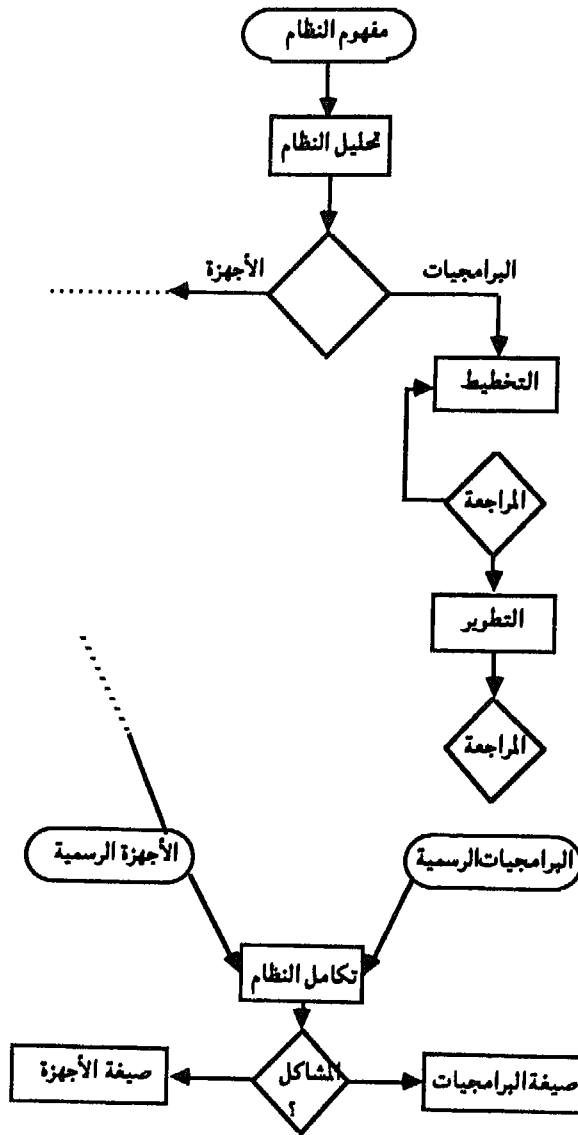 مفهوم النظام
تحليل النظام
البرامجيات
الأجهزة
التخطيط
المراجعة
التطوير
المراجعة
البرامجيات الرسمية
الأجهزة الرسمية
تكامل النظام
المشاكل
؟
صيغة البرامجيات
صيغة الأجهزة